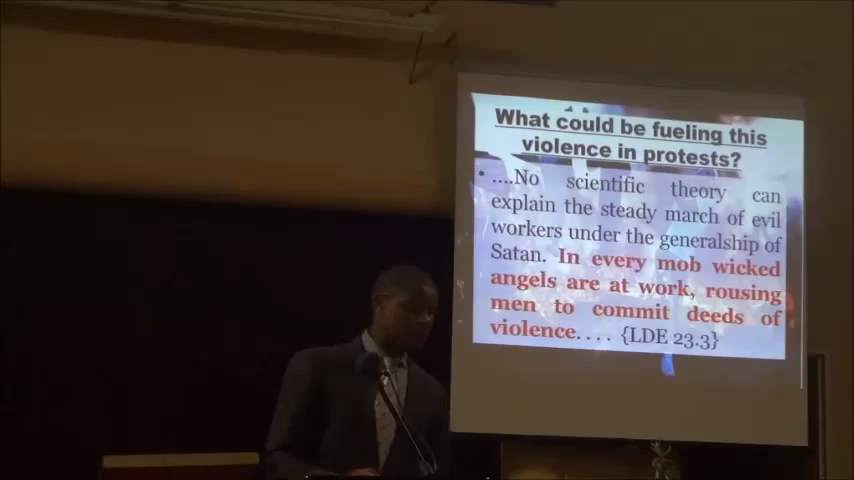 What could be fueling this
violence in protests?
• ....No scientific theory can
explain the steady march of evil
workers under the generalship of
Satan. In every mob wicked
angels are at work, rousing
men to commit deeds of
violence. . . . {LDE 23.3}